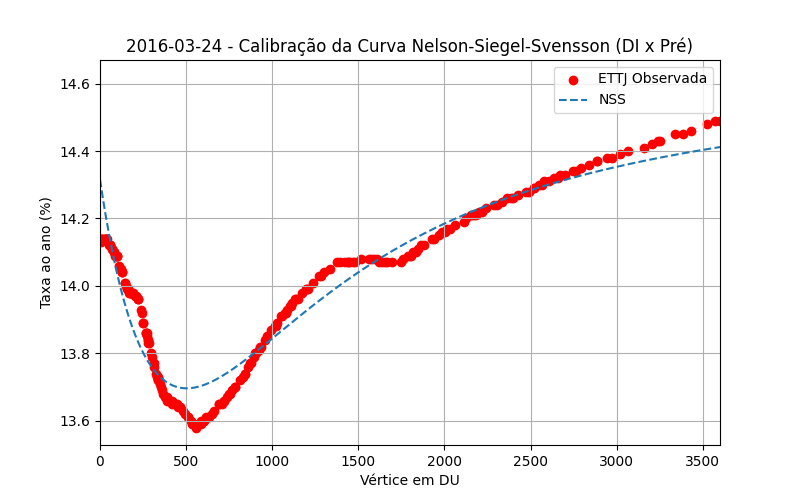 2016-03-24 - Calibração da Curva Nelson-Siegel-Svensson (DI x Pré)
ETTJ Observada
NSS
Taxa ao ano (%)
14.6
14.4
14.2
14.0
13.8
13.6
0 500 1000 1500 2000 2500 3000 3500
Vértice em DU